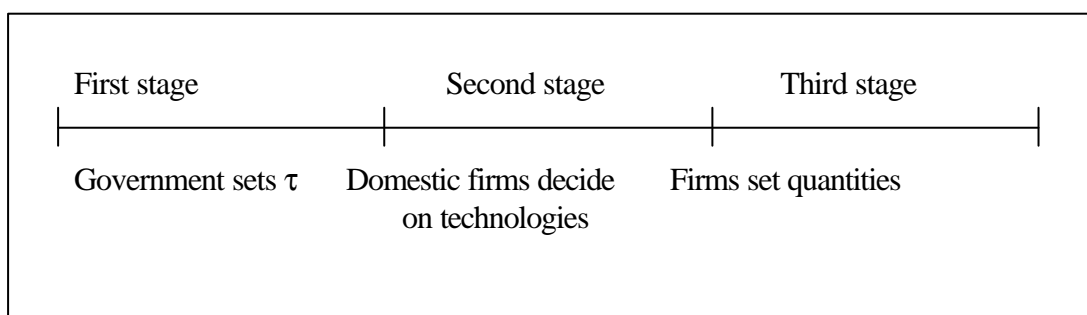 First stage Second stage Third stage
Government sets τ Domestic firms decide Firms set quantities
on technologies